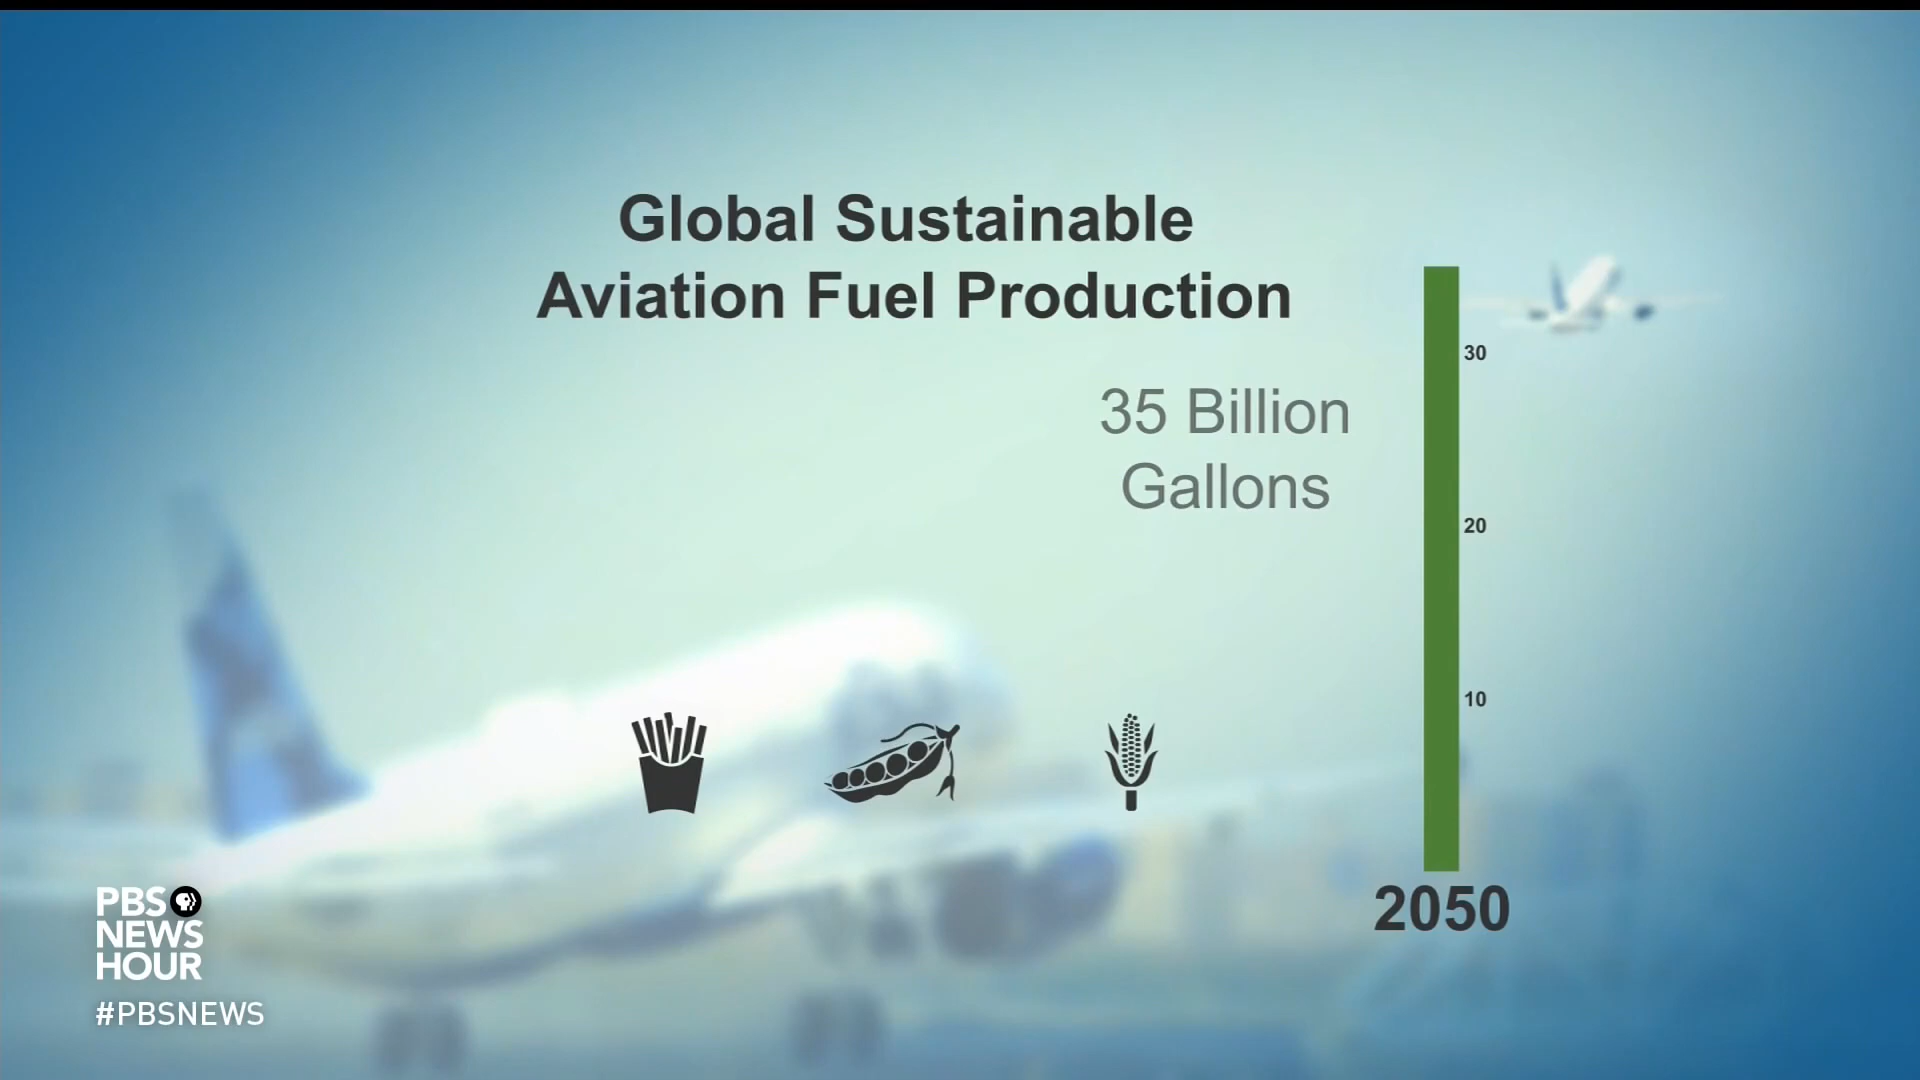 Global Sustainable
Aviation Fuel Production
35 Billion
Gallons
30
20
10
2050
PBS
NEWS
HOUR
#PBSNEWS